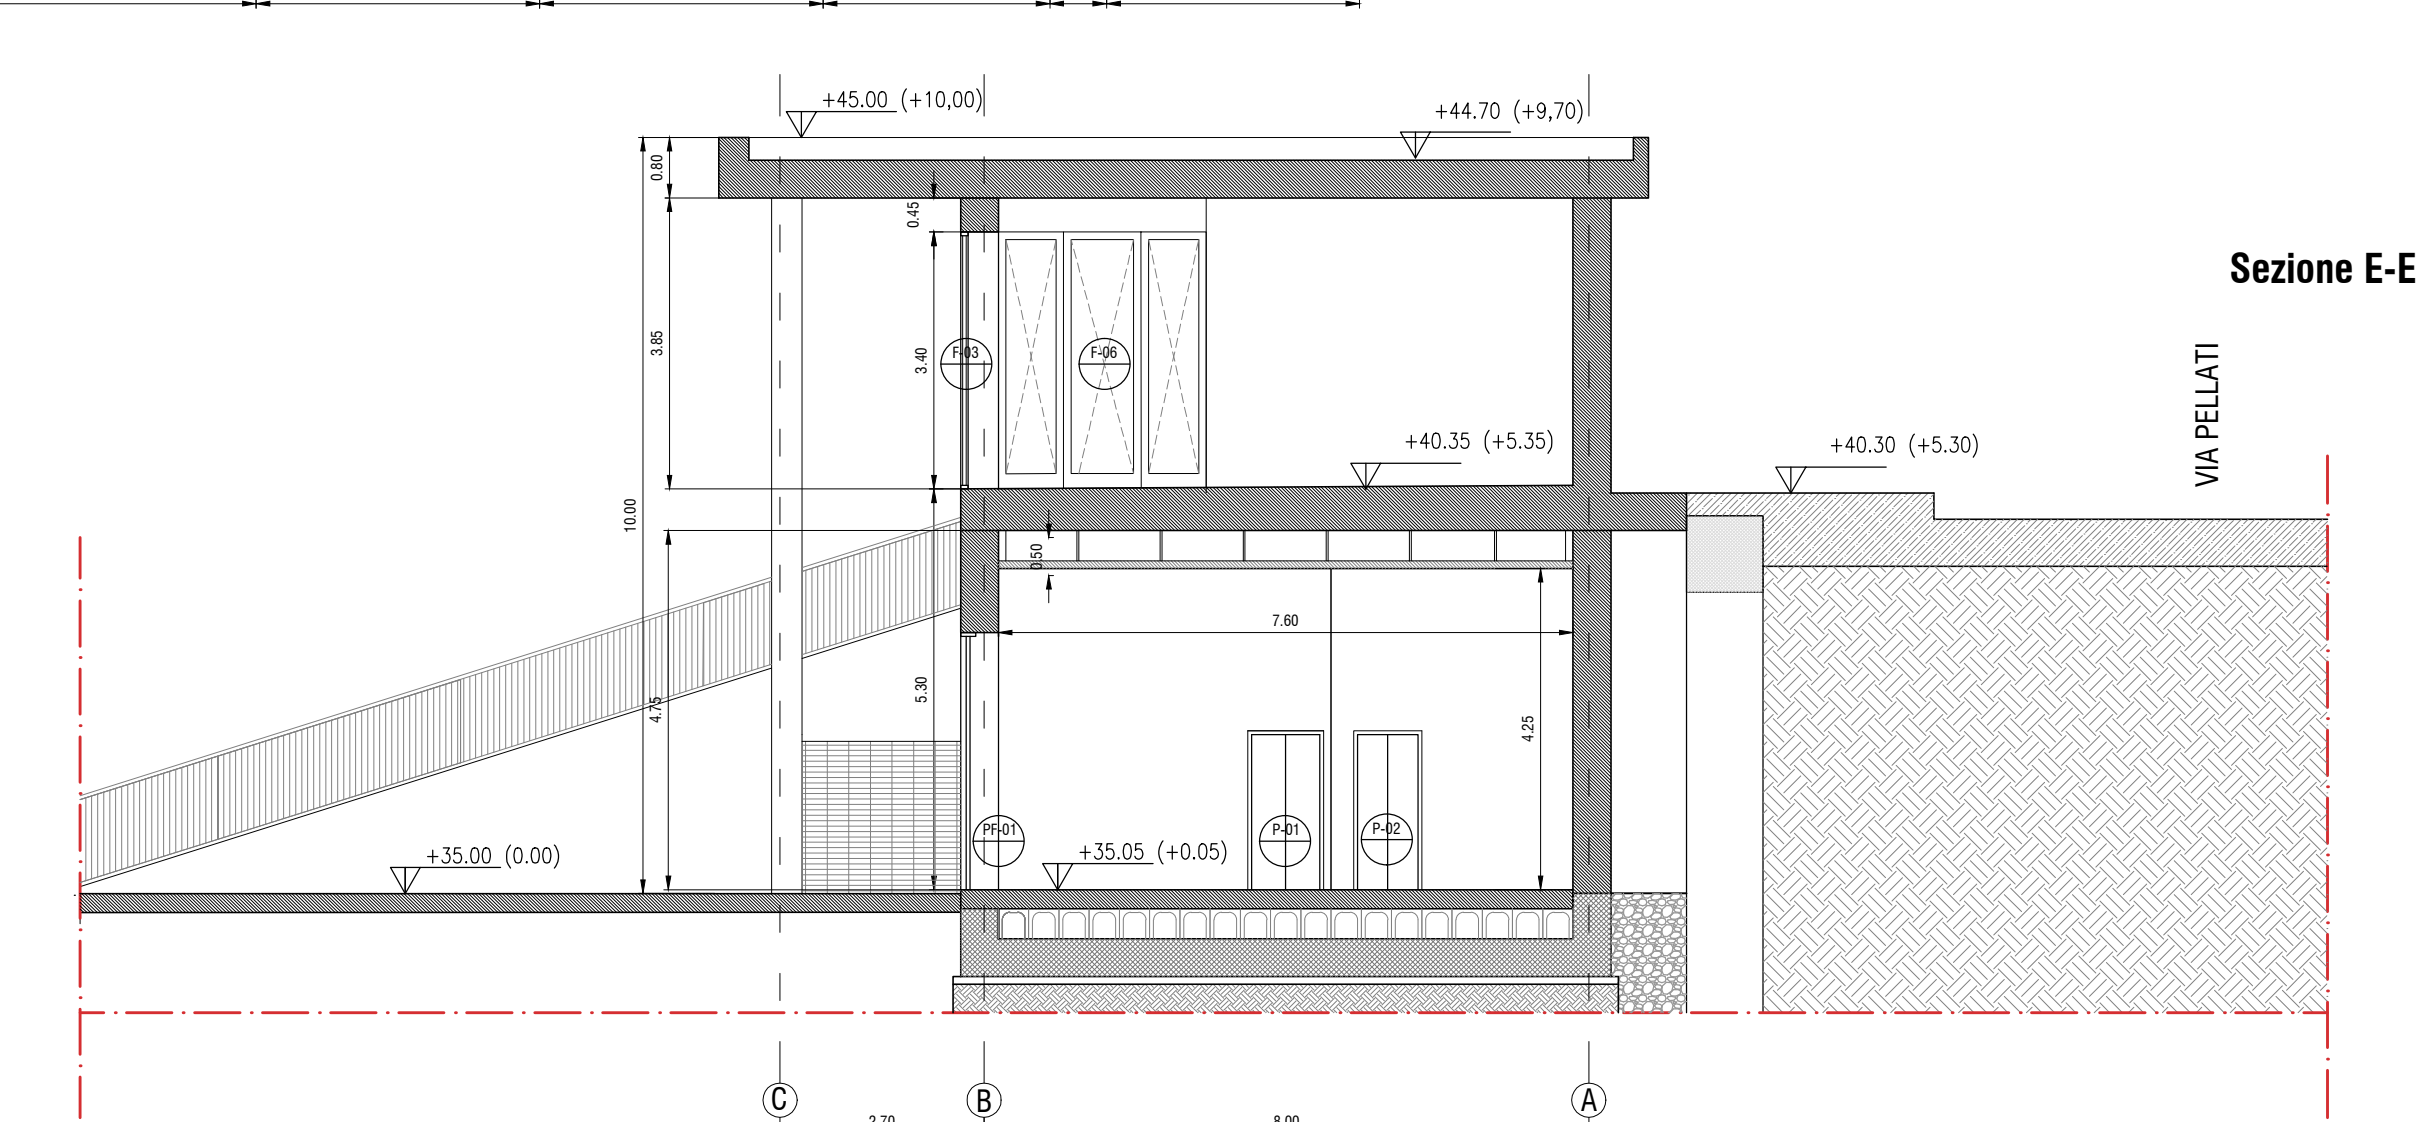 +45.00 (+10,00)
+44.70 (+9,70)
0.80
0.45
Sezione E-E
3.85
3.40
F-03
F-06
VIA PELLATI
+40.35 (+5.35)
+40.30 (+5.30)
10.00
0.50
7.60
4.75
5.30
4.25
PF-01
P-01
P-02
+35.00 (0.00)
+35.05 (+0.05)
C
B
A
2.70
8.00